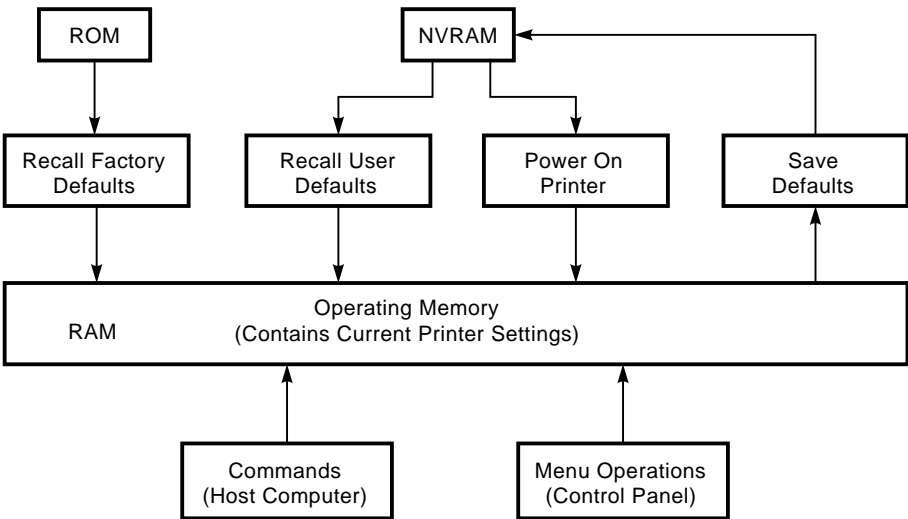 ROM
NVRAM
Recall Factory
Defaults
Recall User
Defaults
Power On
Printer
Save
Defaults
Operating Memory
RAM
(Contains Current Printer Settings)
Commands
(Host Computer)
Menu Operations
(Control Panel)